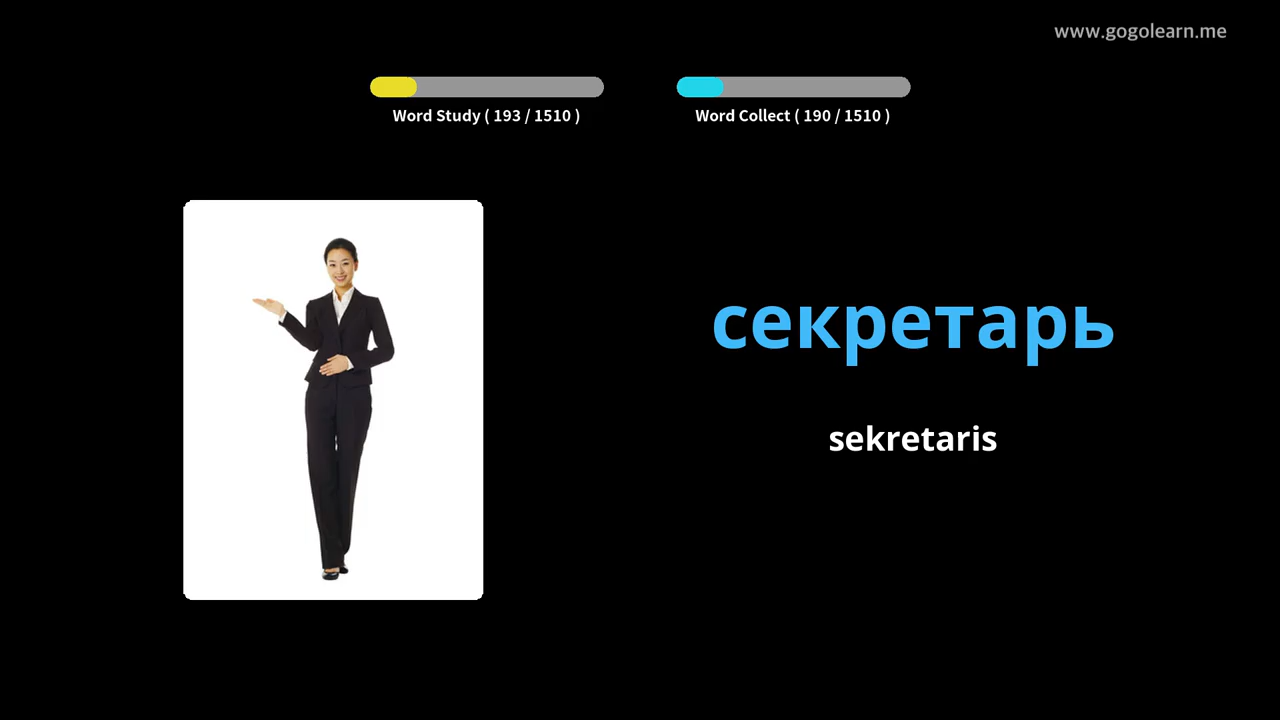 www.gogolearn.me
Word Study ( 193 / 1510 )
Word Collect ( 190 / 1510 )
секретарь
sekretaris